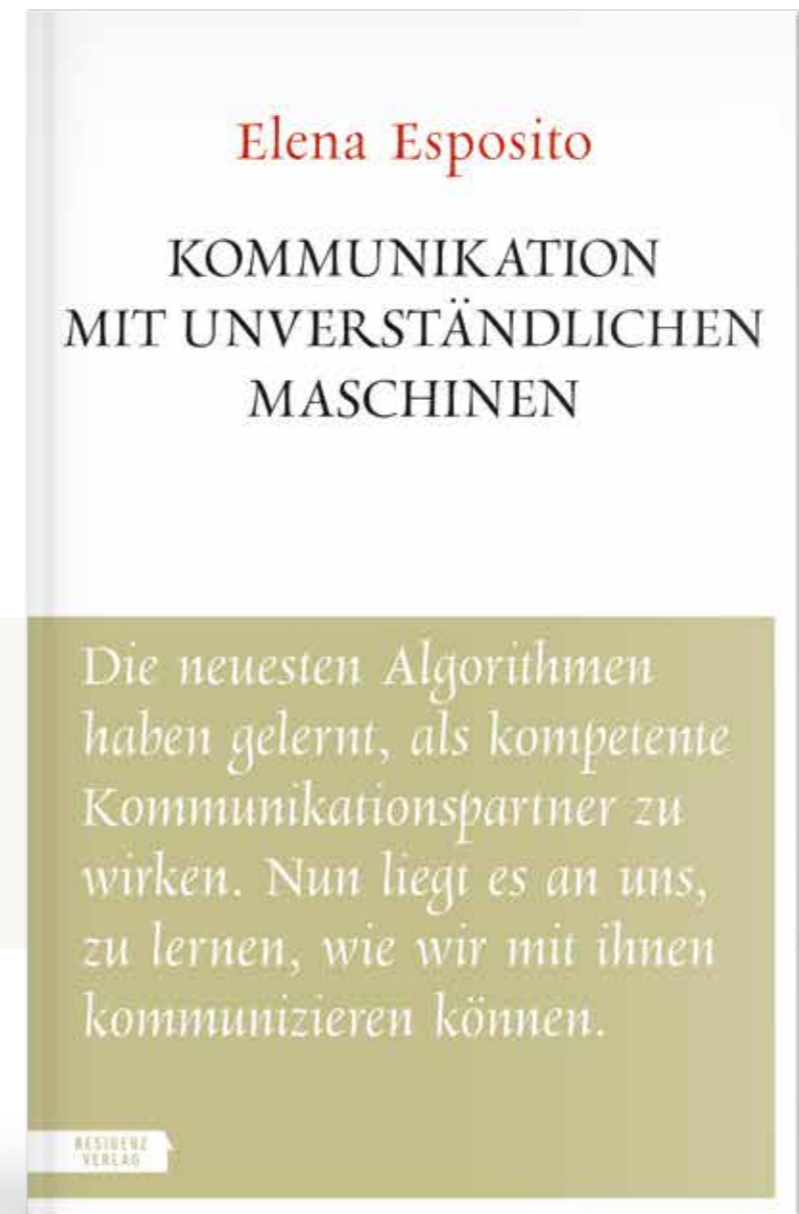 Elena Esposito
KOMMUNIKATION
MIT UNVERSTÄNDLICHEN
MASCHINEN
Die neuesten Algorithmen
haben gelernt, als kompetente
Kommunikationspartner zu
wirken. Nun liegt es an uns,
zu lernen, wie wir mit ihnen
kommunizieren können.
RESIDENZ
VERLAG